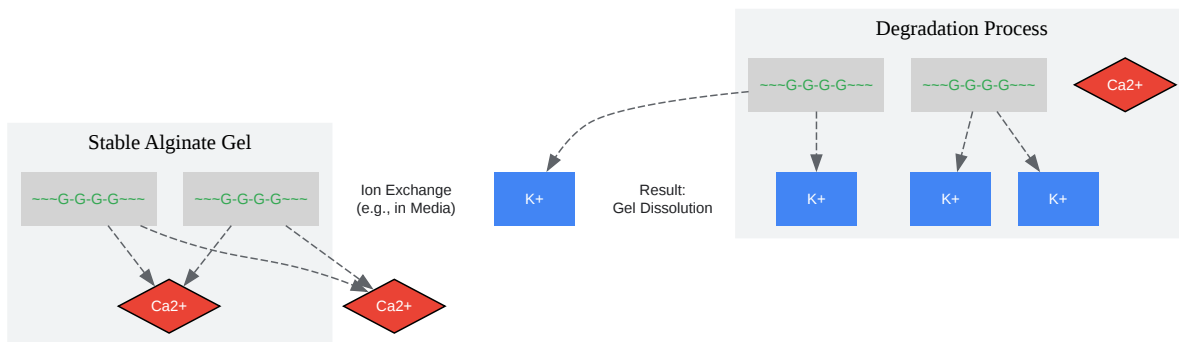 Stable Alginate Gel
~~~G-G-G-G~~~
~~~G-G-G-G~~~
Ca2+
Ca2+
Ion Exchange
(e.g., in Media)
K+
Result:
Gel Dissolution
Degradation Process
~~~G-G-G-G~~~
~~~G-G-G-G~~~
Ca2+
K+
K+
K+